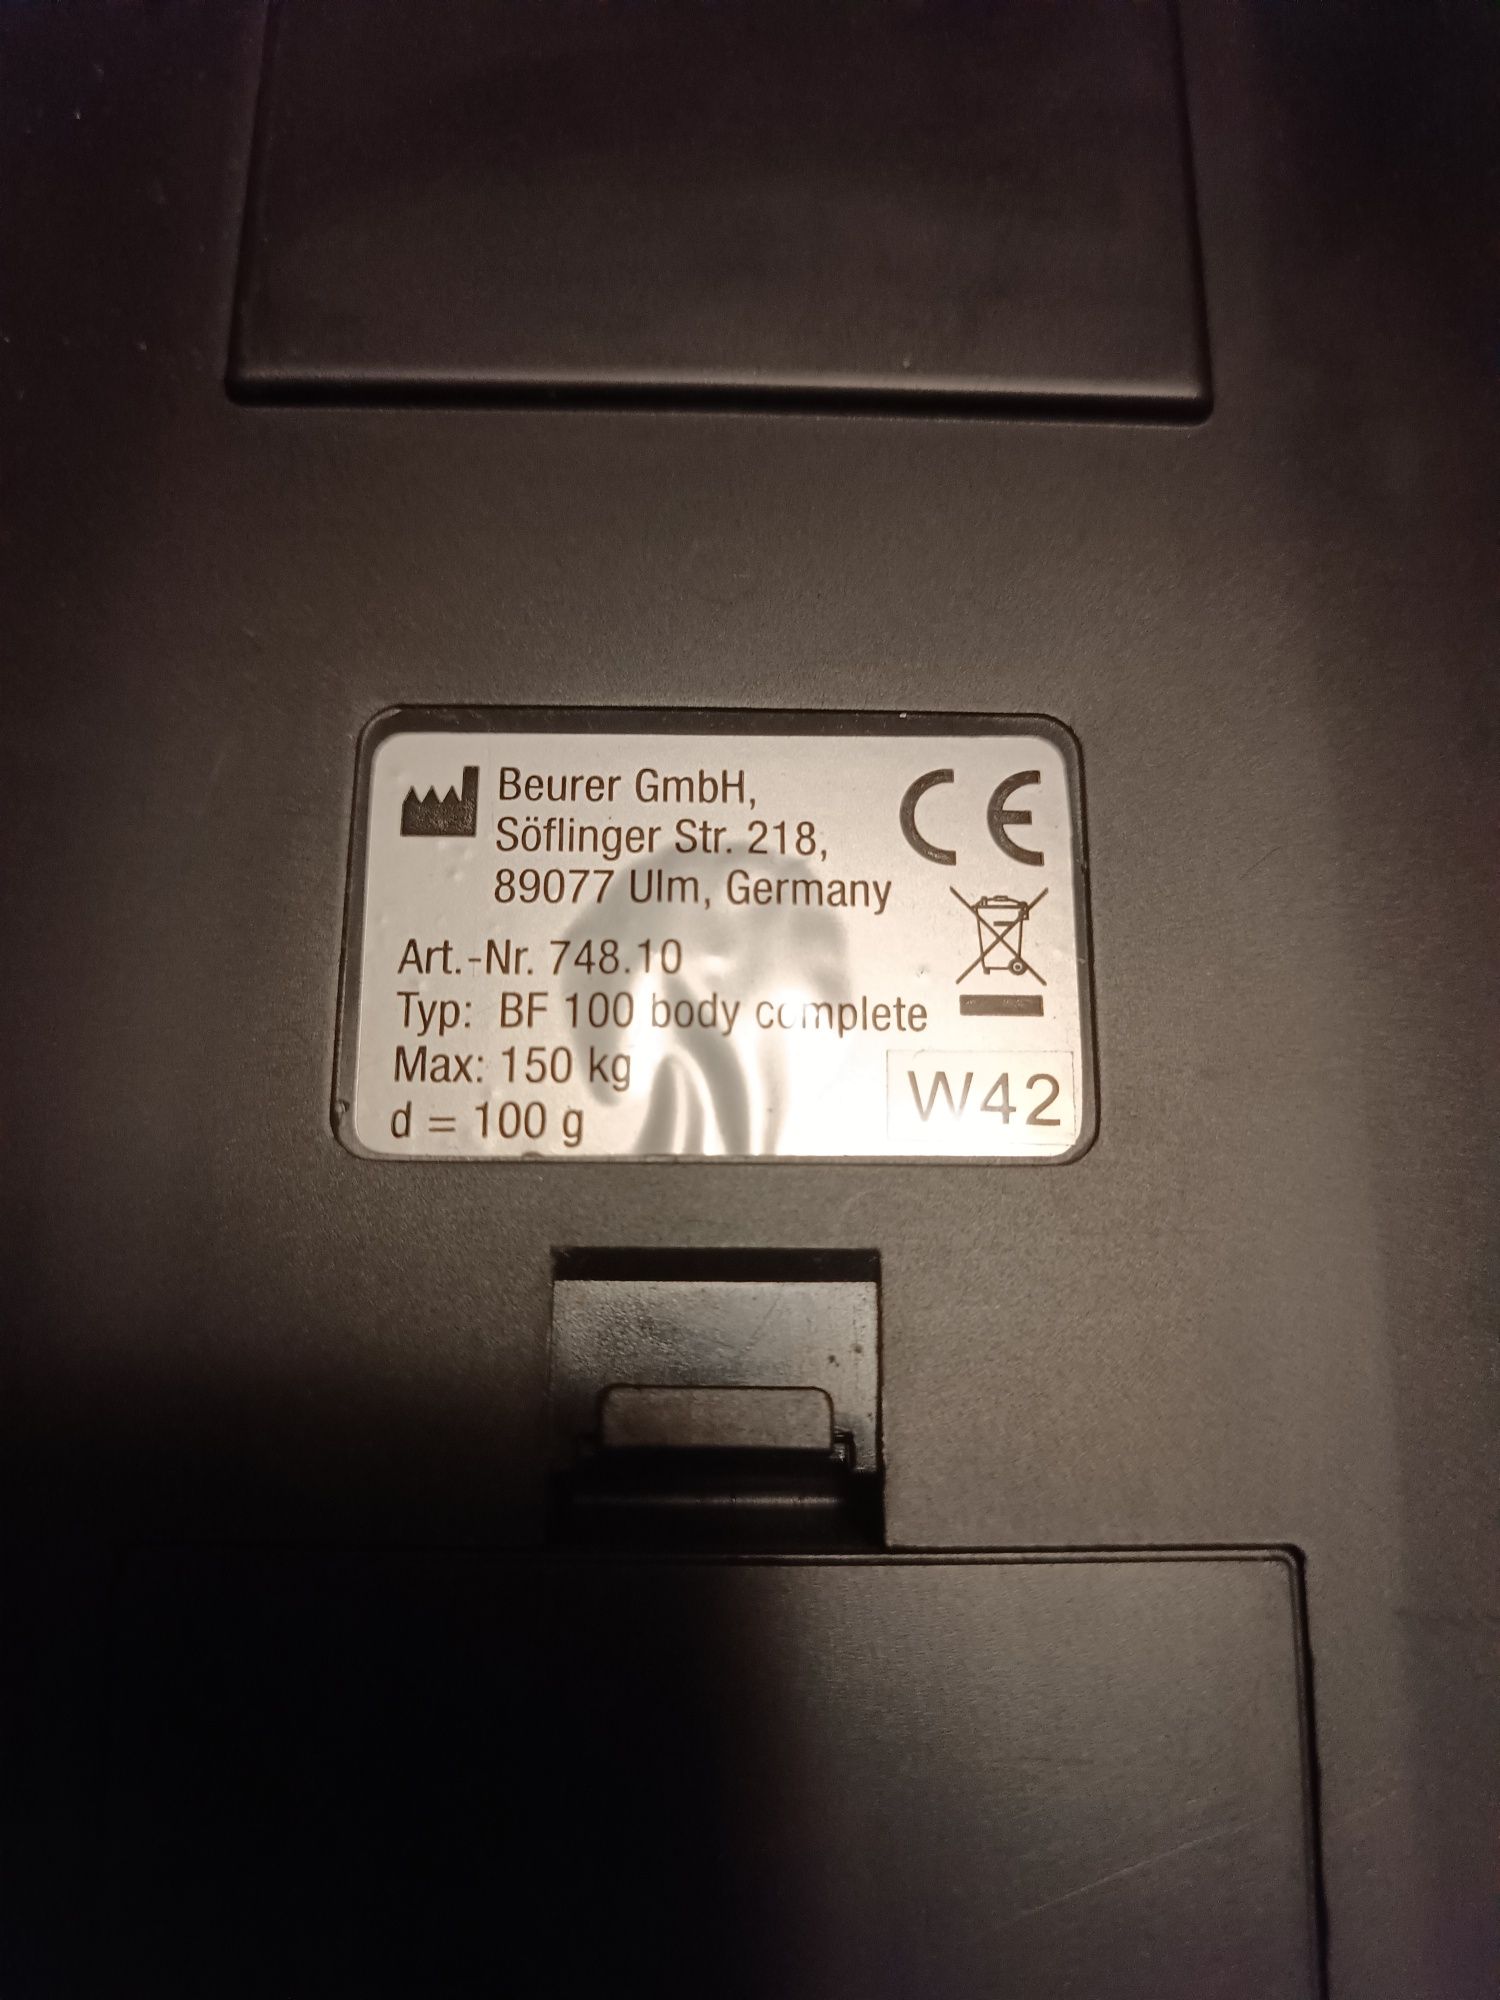 Beurer GmbH,
Söflinger Str. 218,
89077 Ulm, Germany
CE
Art.-Nr. 748.10
Typ: BF 100 body complete
Max: 150 kg
d = 100 g
W42